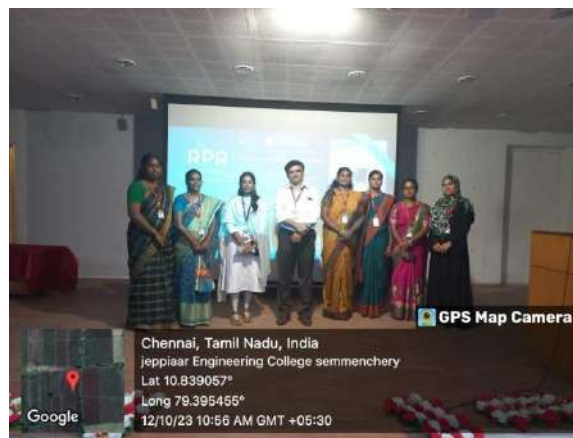 RPA
GPS Map Camera
Chennai, Tamil Nadu, India
jeppiaar Engineering College semmenchery
Lat 10.839057°
Long 79.395455°
12/10/23 10:56 AM GMT +05:30
Google